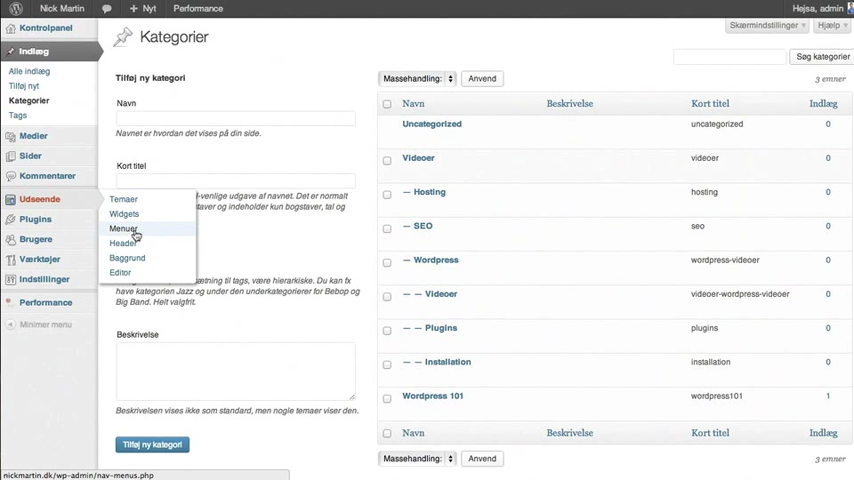 Nick Martin
+ Nyt
Performance
Hejsa, admin
Kontrolpanel
Indlæg
Alle indlæg
Tilføj nyt
Kategorier
Tags
Medier
Sider
Kommentarer
Udseende
Plugins
Brugere
Værktøjer
Indstillinger
Performance
Minimer menu
Temaer
Widgets
Menuer
Header
Baggrund
Editor
Skærmindstillinger
Hjælp
Kategorier
Søg kategorier
Tilføj ny kategori
Navn
Navnet er hvordan det vises på din side.
Kort titel
-venlige udgave af navnet. Det er normalt
og indeholder kun bogstaver, tal og
ætning til tags, være hierarkiske. Du kan fx
have kategorien Jazz og under den underkategorier for Bebop og
Big Band. Helt valgfrit.
Beskrivelse
Beskrivelsen vises ikke som standard, men nogle temaer viser den.
Tilføj ny kategori
Massehandling:
Anvend
3 emner
Navn Beskrivelse Kort titel Indlæg
Uncategorized uncategorized 0
Videoer videoer 0
— Hosting hosting 0
— SEO seo 0
— Wordpress wordpress-videoer 0
— — Videoer videoer-wordpress-videoer 0
— — Plugins plugins 0
— — Installation installation 0
Wordpress 101 wordpress101 1
Navn Beskrivelse Kort titel Indlæg
Massehandling:
Anvend
3 emner
nickmartin.dk/wp-admin/nav-menus.php